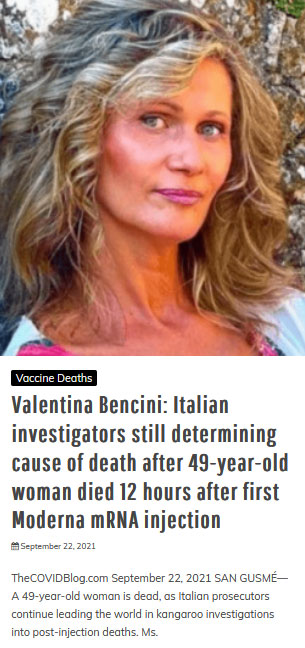 Vaccine Deaths
Valentina Bencini: Italian
investigators still determining
cause of death after 49-year-old
woman died 12 hours after first
Moderna mRNA injection
September 22, 2021
TheCOVIDBlog.com September 22, 2021 SAN GUSMÉ—
A 49-year-old woman is dead, as Italian prosecutors
continue leading the world in kangaroo investigations
into post-injection deaths. Ms.